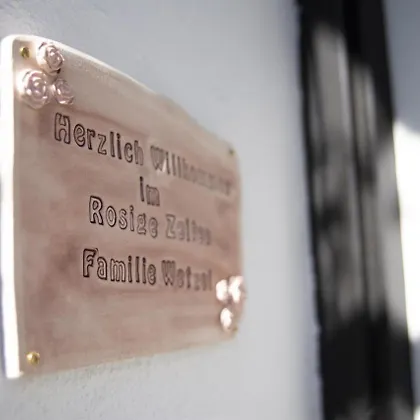 Herzlich Willkommen
im
Rosige Zeiten
Familie Wetzel